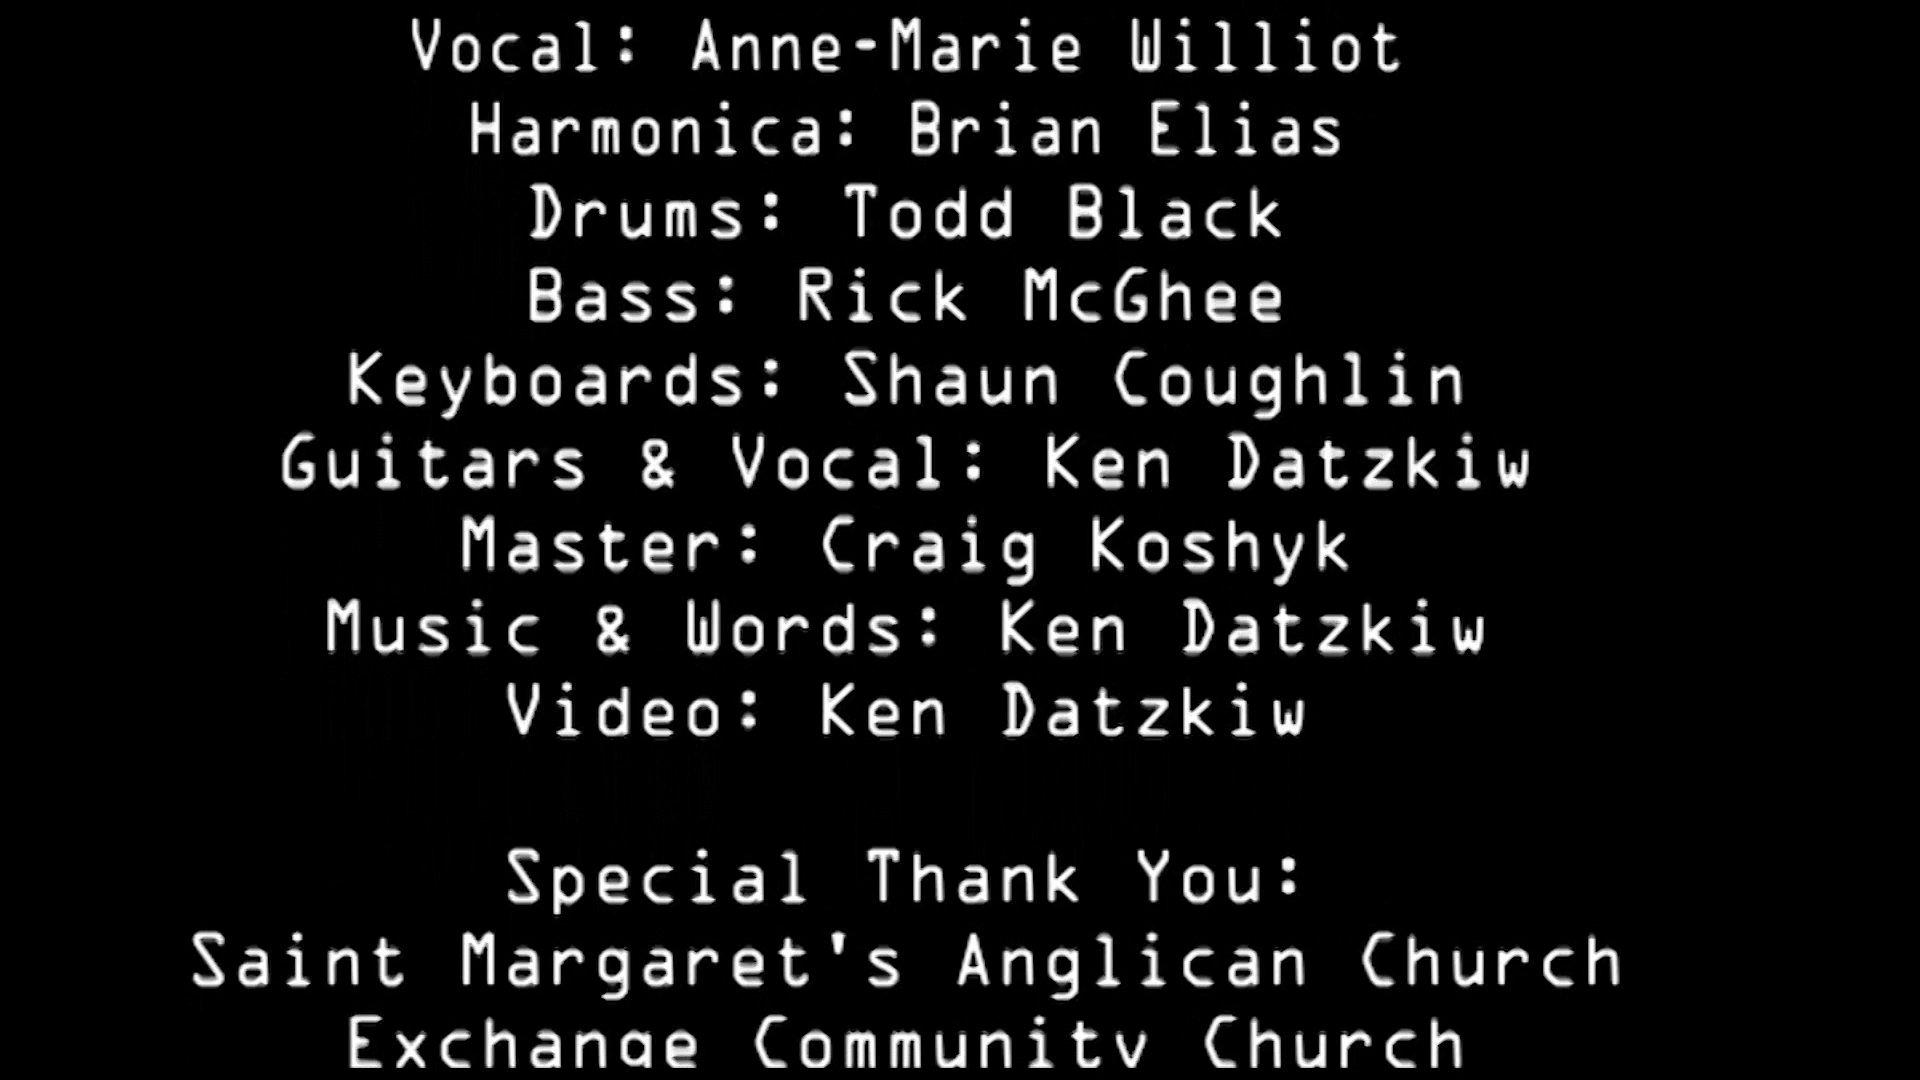 Vocal: Anne-Marie Williot
Harmonica: Brian Elias
Drums: Todd Black
Bass: Rick McGhee
Keyboards: Shaun Coughlin
Guitars & Vocal: Ken Datzkiw
Master: Craig Koshyk
Music & Words: Ken Datzkiw
Video: Ken Datzkiw
Special Thank You:
Saint Margaret's Anglican Church
Exchange Community Church